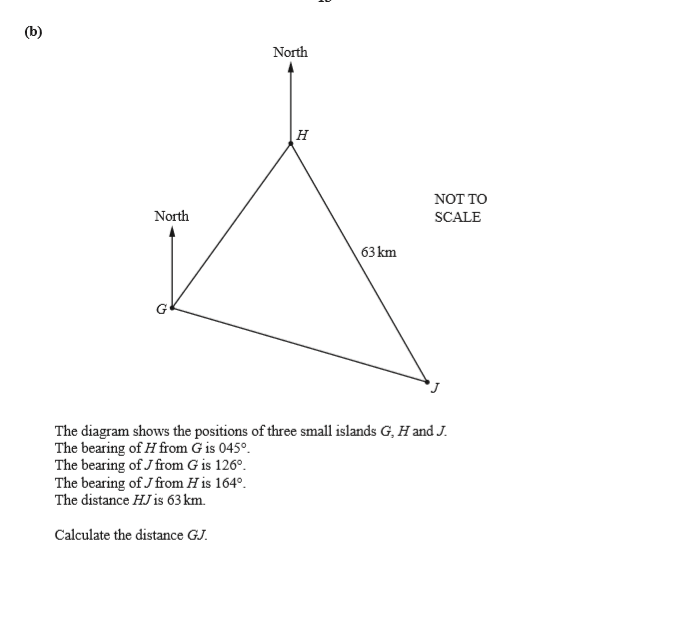 (b)
North
H
NOT TO
SCALE
North
63 km
G
J
The diagram shows the positions of three small islands G, H and J.
The bearing of H from G is 045°.
The bearing of J from G is 126°.
The bearing of J from H is 164°.
The distance HJ is 63 km.
Calculate the distance GJ.